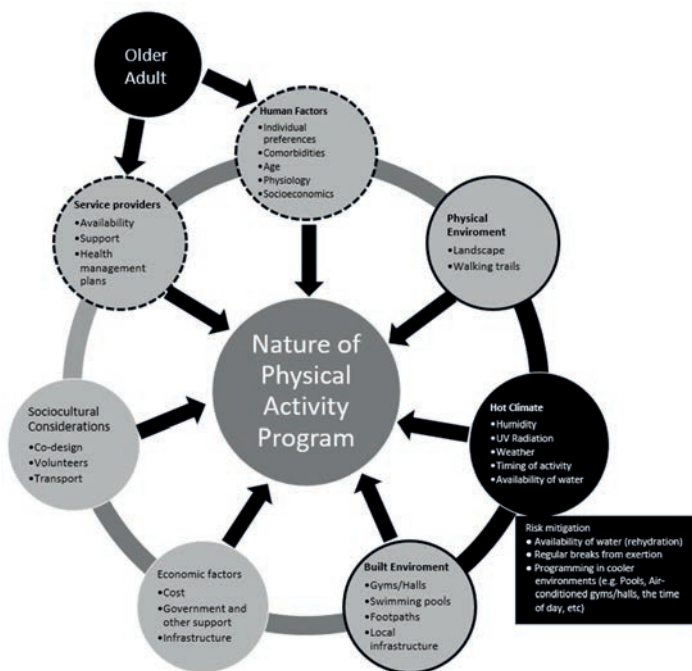 Older
Adult
Human Factors
•Individual
preferences
•Comorbidities
•Age
•Physiology
•Socioeconomics
Service providers
•Availability
•Support
•Health
management
plans
Physical
Enviroment
•Landscape
•Walking trails
Nature of
Physical
Activity
Program
Sociocultural
Considerations
•Co-design
•Volunteers
•Transport
Hot Climate
•Humidity
•UV Radiation
•Weather
•Timing of activity
•Availability of water
Risk mitigation
● Availability of water (rehydration)
● Regular breaks from exertion
● Programming in cooler
environments (e.g. Pools, Air-
conditioned gyms/halls, the time
of day, etc)
Economic factors
•Cost
•Government and
other support
•Infrastructure
Built Enviroment
•Gyms/Halls
•Swimming pools
•Footpaths
•Local
infrastructure